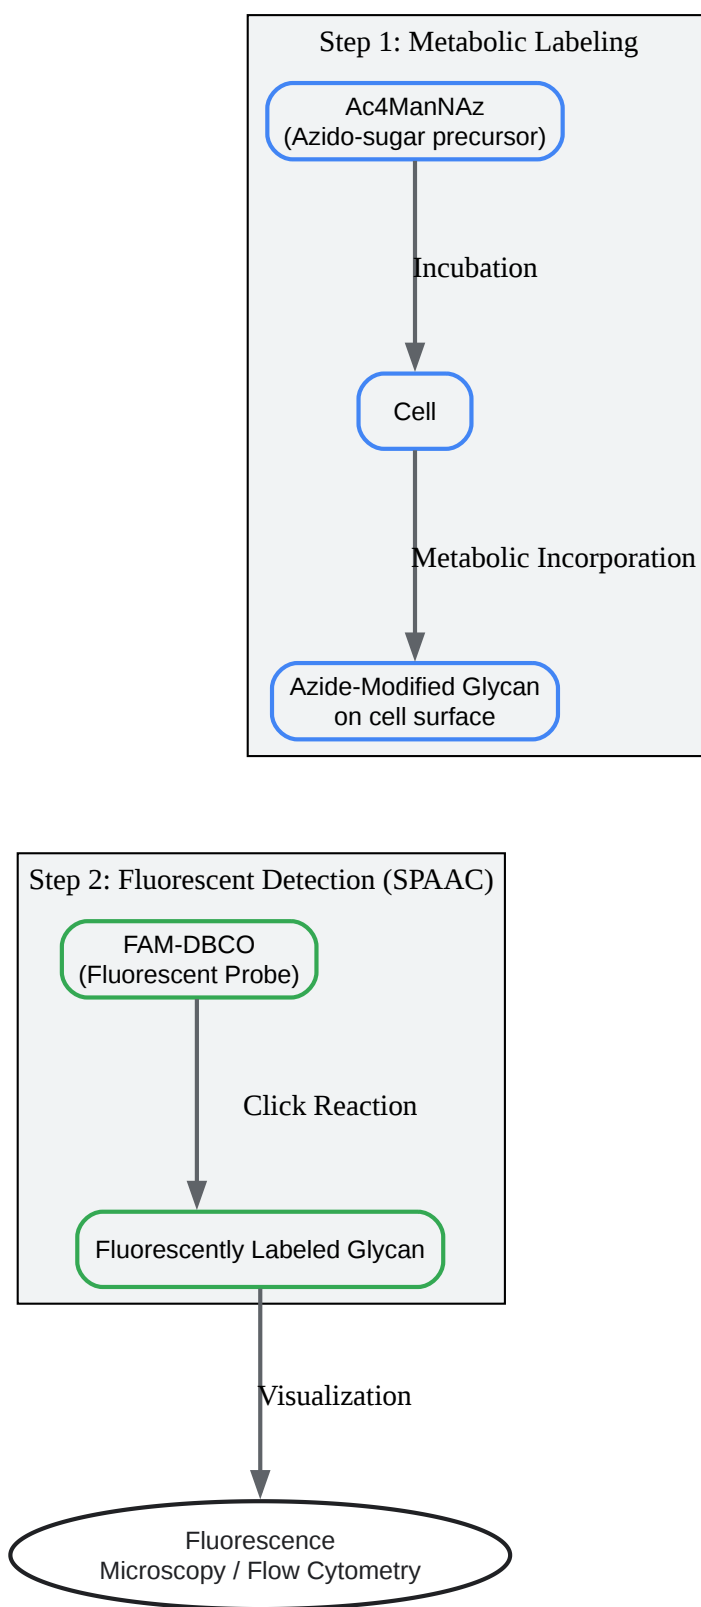 Step 1: Metabolic Labeling
Ac4ManNAz
(Azido-sugar precursor)
Incubation
Cell
Metabolic Incorporation
Azide-Modified Glycan
on cell surface
Step 2: Fluorescent Detection (SPAAC)
FAM-DBCO
(Fluorescent Probe)
Click Reaction
Fluorescently Labeled Glycan
Visualization
Fluorescence
Microscopy / Flow Cytometry